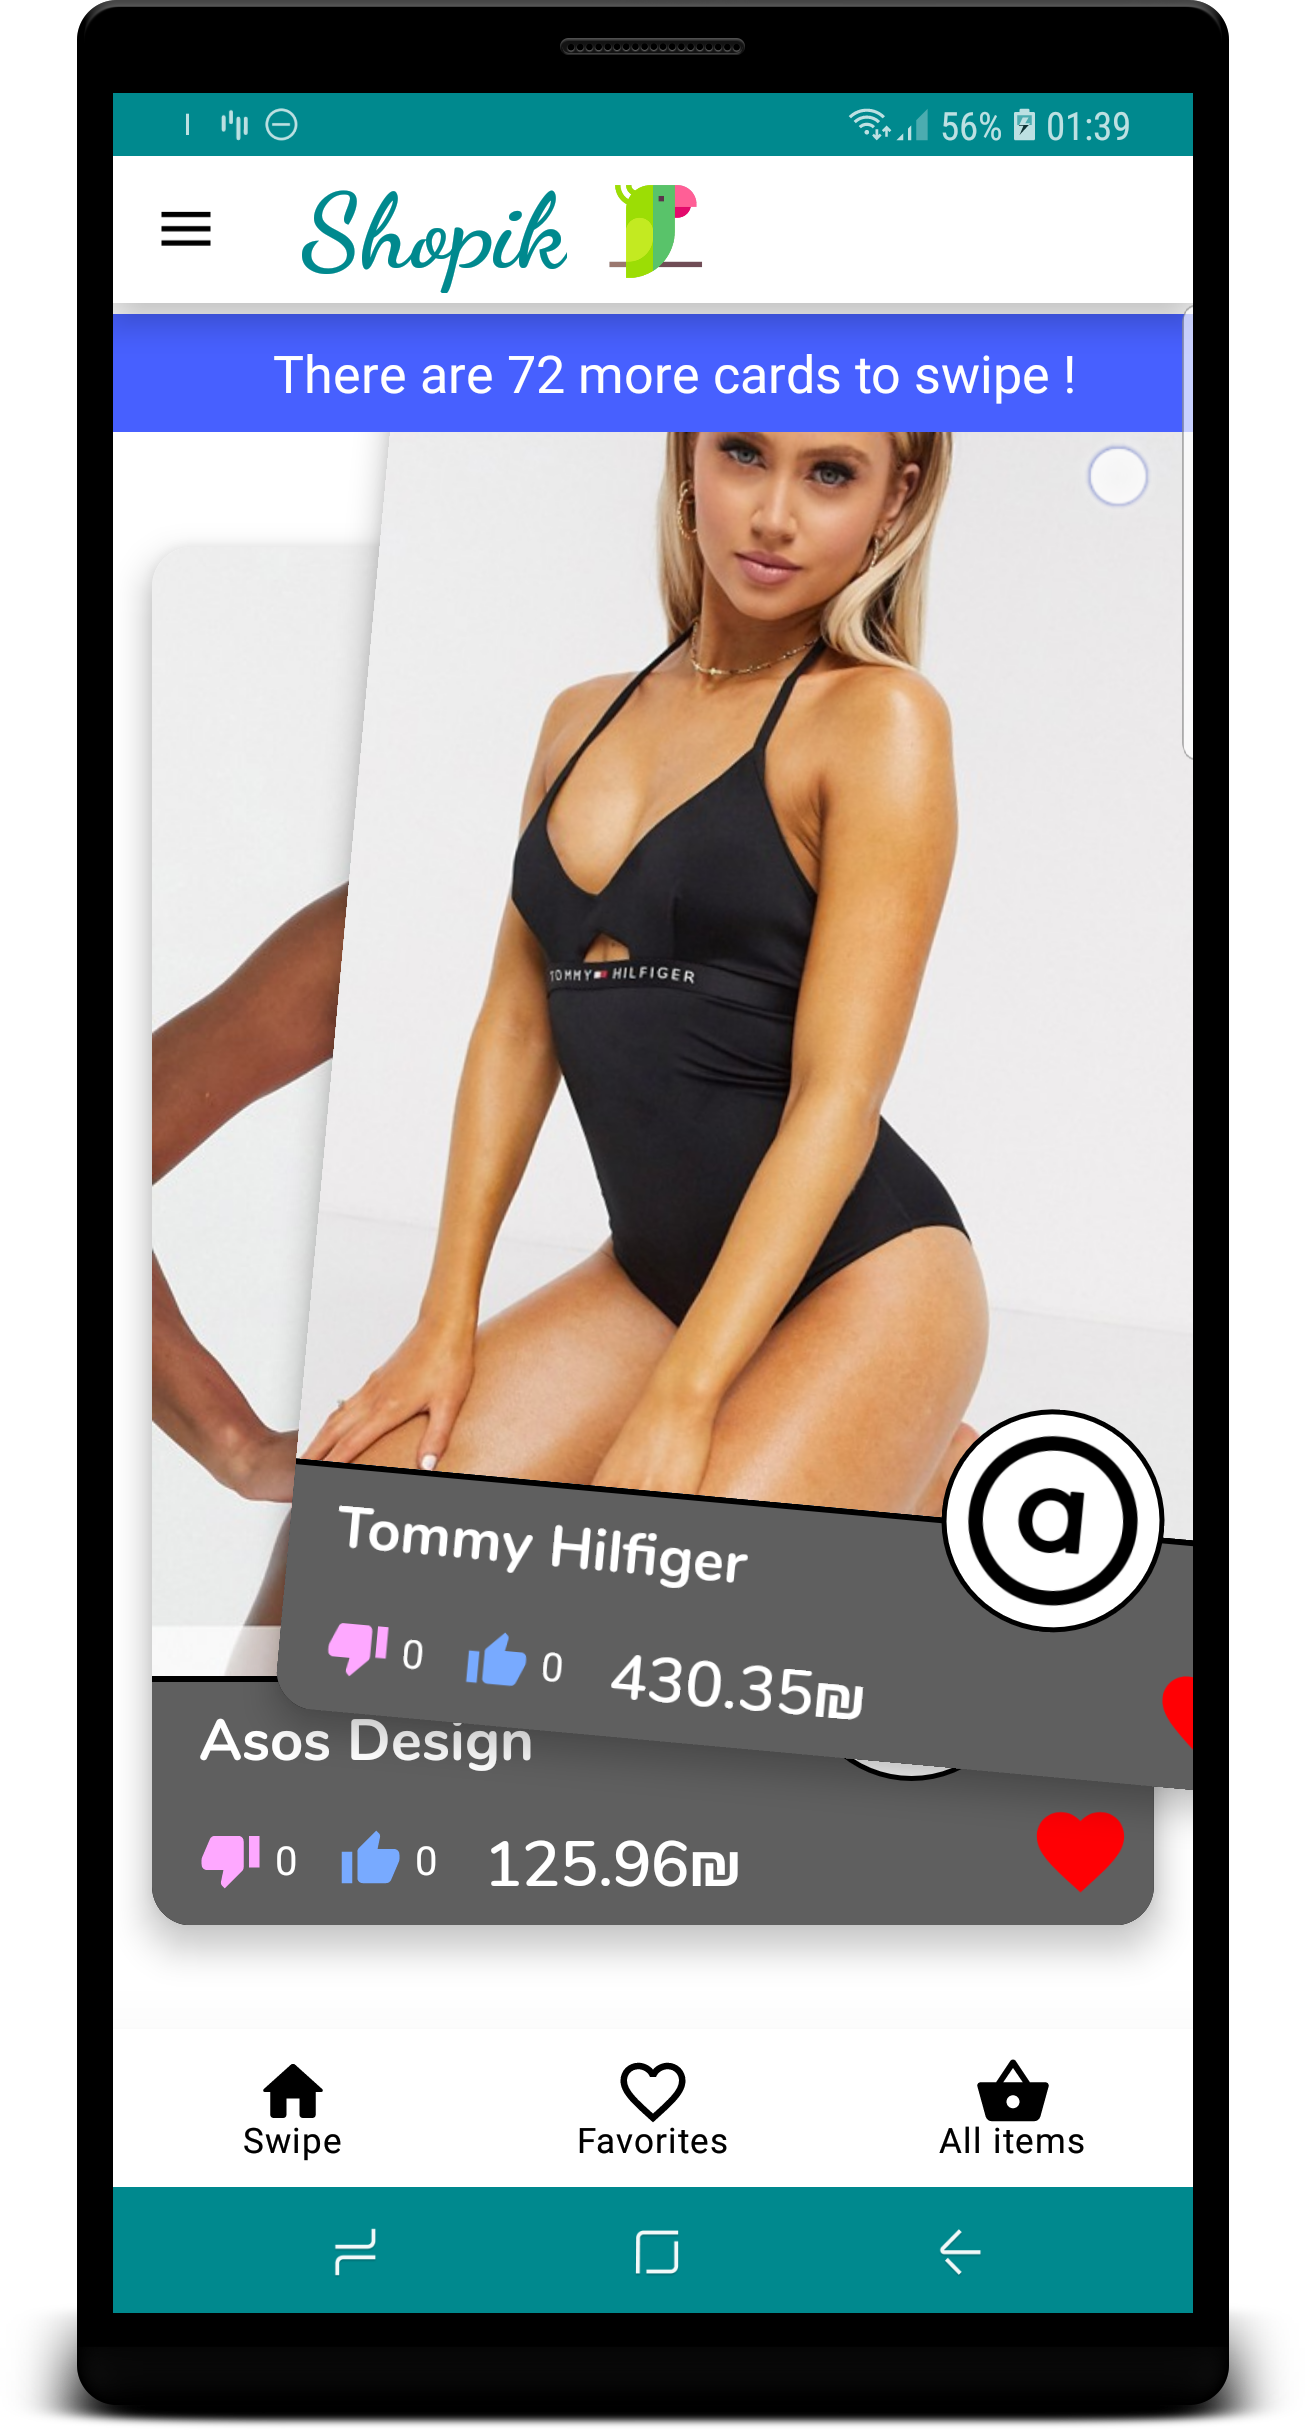 56% 01:39
Shopik
There are 72 more cards to swipe !
TOMMY HILFIGER
a
Tommy Hilfiger
0 0 430.35₪
Asos Design
0 0 125.96₪
Swipe Favorites All items